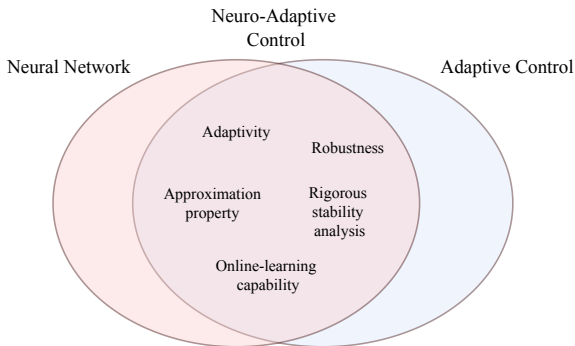 Neuro-Adaptive
Control
Neural Network
Adaptive Control
Adaptivity
Robustness
Approximation
property
Rigorous
stability
analysis
Online-learning
capability